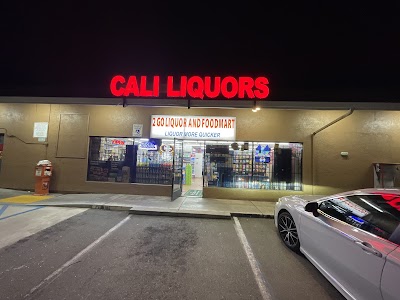 CALI LIQUORS
2 GO LIQUOR AND FOODMART
LIQUOR MORE QUICKER